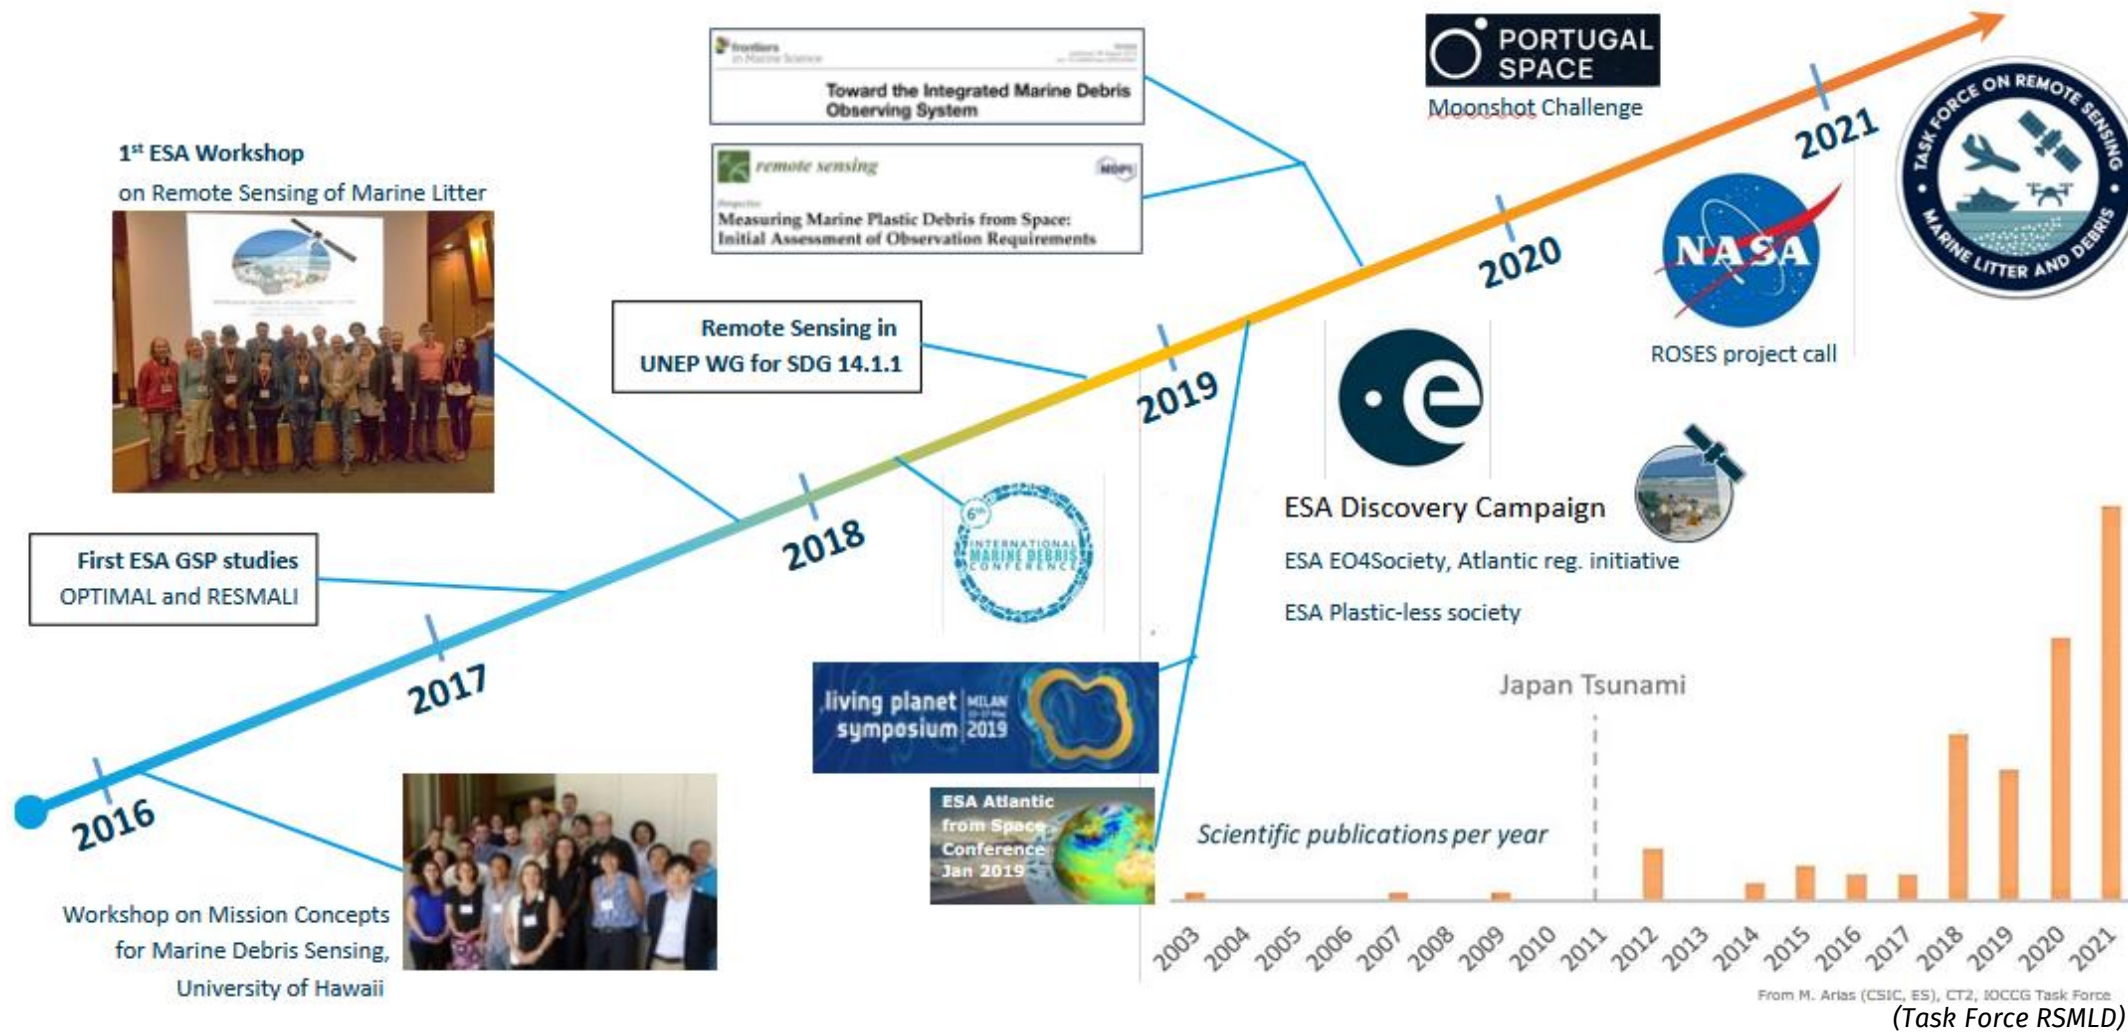 frontiers
in Marine Science
Toward the Integrated Marine Debris
Observing System
remote sensing
MDPI
Perspective
Measuring Marine Plastic Debris from Space:
Initial Assessment of Observation Requirements
PORTUGAL
SPACE
Moonshot Challenge
2021
TASK FORCE ON REMOTE SENSING
MARINE LITTER AND DEBRIS
1st ESA Workshop
on Remote Sensing of Marine Litter
NASA
ROSES project call
2020
Remote Sensing in
UNEP WG for SDG 14.1.1
2019
e
ESA Discovery Campaign
ESA EO4Society, Atlantic reg. initiative
ESA Plastic-less society
2018
6th
INTERNATIONAL
MARINE DEBRIS
CONFERENCE
First ESA GSP studies
OPTIMAL and RESMALI
2017
living planet
symposium
MILAN
2019
ESA Atlantic
from Space
Conference
Jan 2019
2016
Workshop on Mission Concepts
for Marine Debris Sensing,
University of Hawaii
Japan Tsunami
Scientific publications per year
2003 2004 2005 2006 2007 2008 2009 2010 2011 2012 2013 2014 2015 2016 2017 2018 2019 2020 2021
From M. Arias (CSIC, ES), CT2, IOCCG Task Force
(Task Force RSMLD)